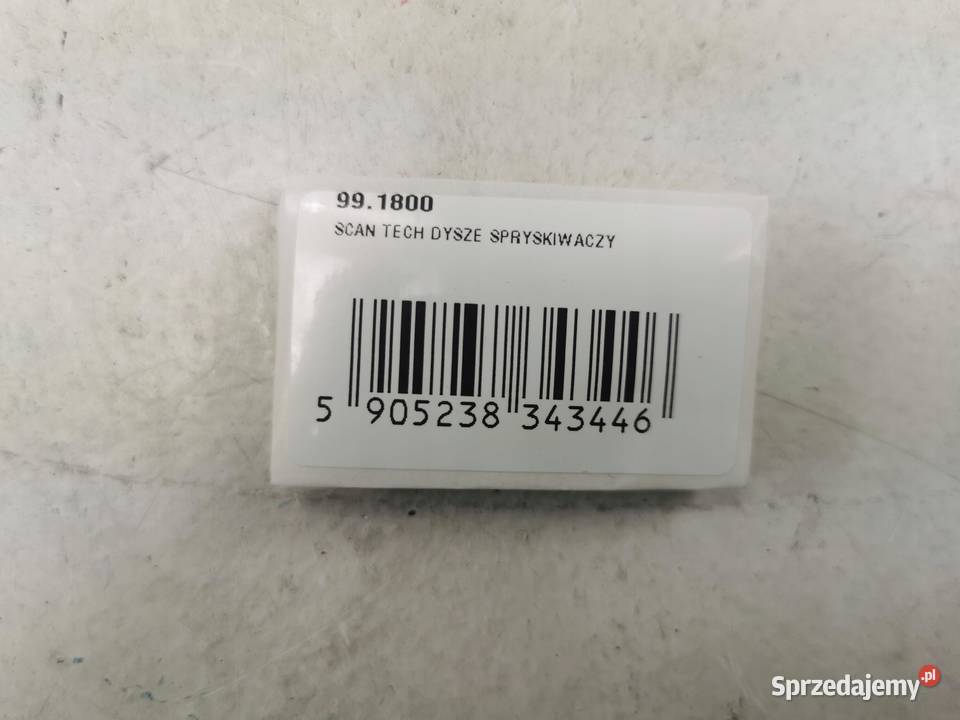 99.1800
SCAN TECH DYSZE SPRYSKIWACZY
5 905238 343446
Sprzedajemy.pl